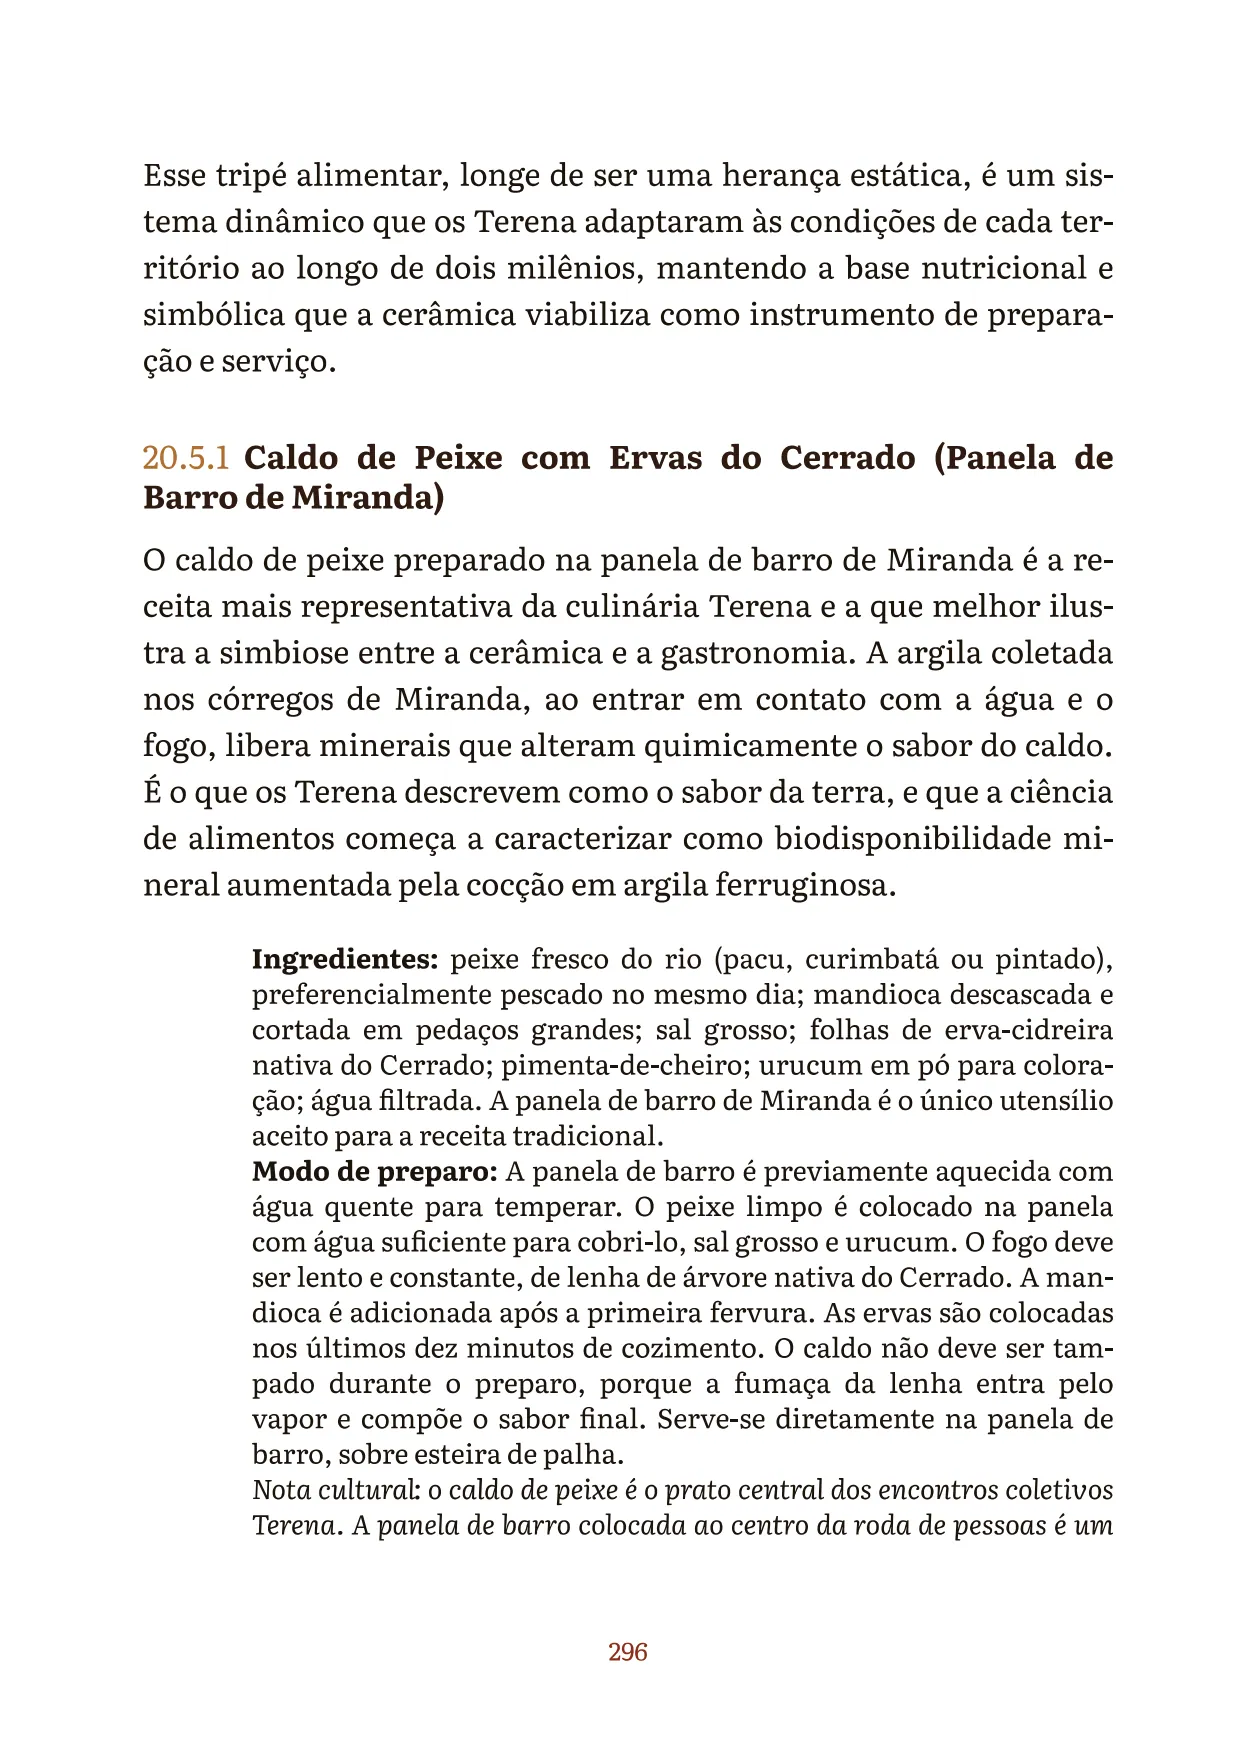 Esse tripé alimentar, longe de ser uma herança estática, é um sis-
tema dinâmico que os Terena adaptaram às condições de cada ter-
ritório ao longo de dois milênios, mantendo a base nutricional e
simbólica que a cerâmica viabiliza como instrumento de prepara-
ção e serviço.
20.5.1 Caldo de Peixe com Ervas do Cerrado (Panela de
Barro de Miranda)
O caldo de peixe preparado na panela de barro de Miranda é a re-
ceita mais representativa da culinária Terena e a que melhor ilus-
tra a simbiose entre a cerâmica e a gastronomia. A argila coletada
nos córregos de Miranda, ao entrar em contato com a água e o
fogo, libera minerais que alteram quimicamente o sabor do caldo.
É o que os Terena descrevem como o sabor da terra, e que a ciência
de alimentos começa a caracterizar como biodisponibilidade mi-
neral aumentada pela cocção em argila ferruginosa.
Ingredientes: peixe fresco do rio (pacu, curimbatá ou pintado),
preferencialmente pescado no mesmo dia; mandioca descascada e
cortada em pedaços grandes; sal grosso; folhas de erva-cidreira
nativa do Cerrado; pimenta-de-cheiro; urucum em pó para colora-
ção; água filtrada. A panela de barro de Miranda é o único utensílio
aceito para a receita tradicional.
Modo de preparo: A panela de barro é previamente aquecida com
água quente para temperar. O peixe limpo é colocado na panela
com água suficiente para cobri-lo, sal grosso e urucum. O fogo deve
ser lento e constante, de lenha de árvore nativa do Cerrado. A man-
dioca é adicionada após a primeira fervura. As ervas são colocadas
nos últimos dez minutos de cozimento. O caldo não deve ser tam-
pado durante o preparo, porque a fumaça da lenha entra pelo
vapor e compõe o sabor final. Serve-se diretamente na panela de
barro, sobre esteira de palha.
Nota cultural: o caldo de peixe é o prato central dos encontros coletivos
Terena. A panela de barro colocada ao centro da roda de pessoas é um
296